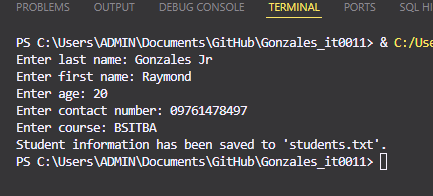 PROBLEMS OUTPUT DEBUG CONSOLE TERMINAL PORTS SQL HI
PS C:\Users\ADMIN\Documents\GitHub\Gonzales_it0011> & C:/Use
Enter last name: Gonzales Jr
Enter first name: Raymond
Enter age: 20
Enter contact number: 09761478497
Enter course: BSITBA
Student information has been saved to 'students.txt'.
PS C:\Users\ADMIN\Documents\GitHub\Gonzales_it0011>